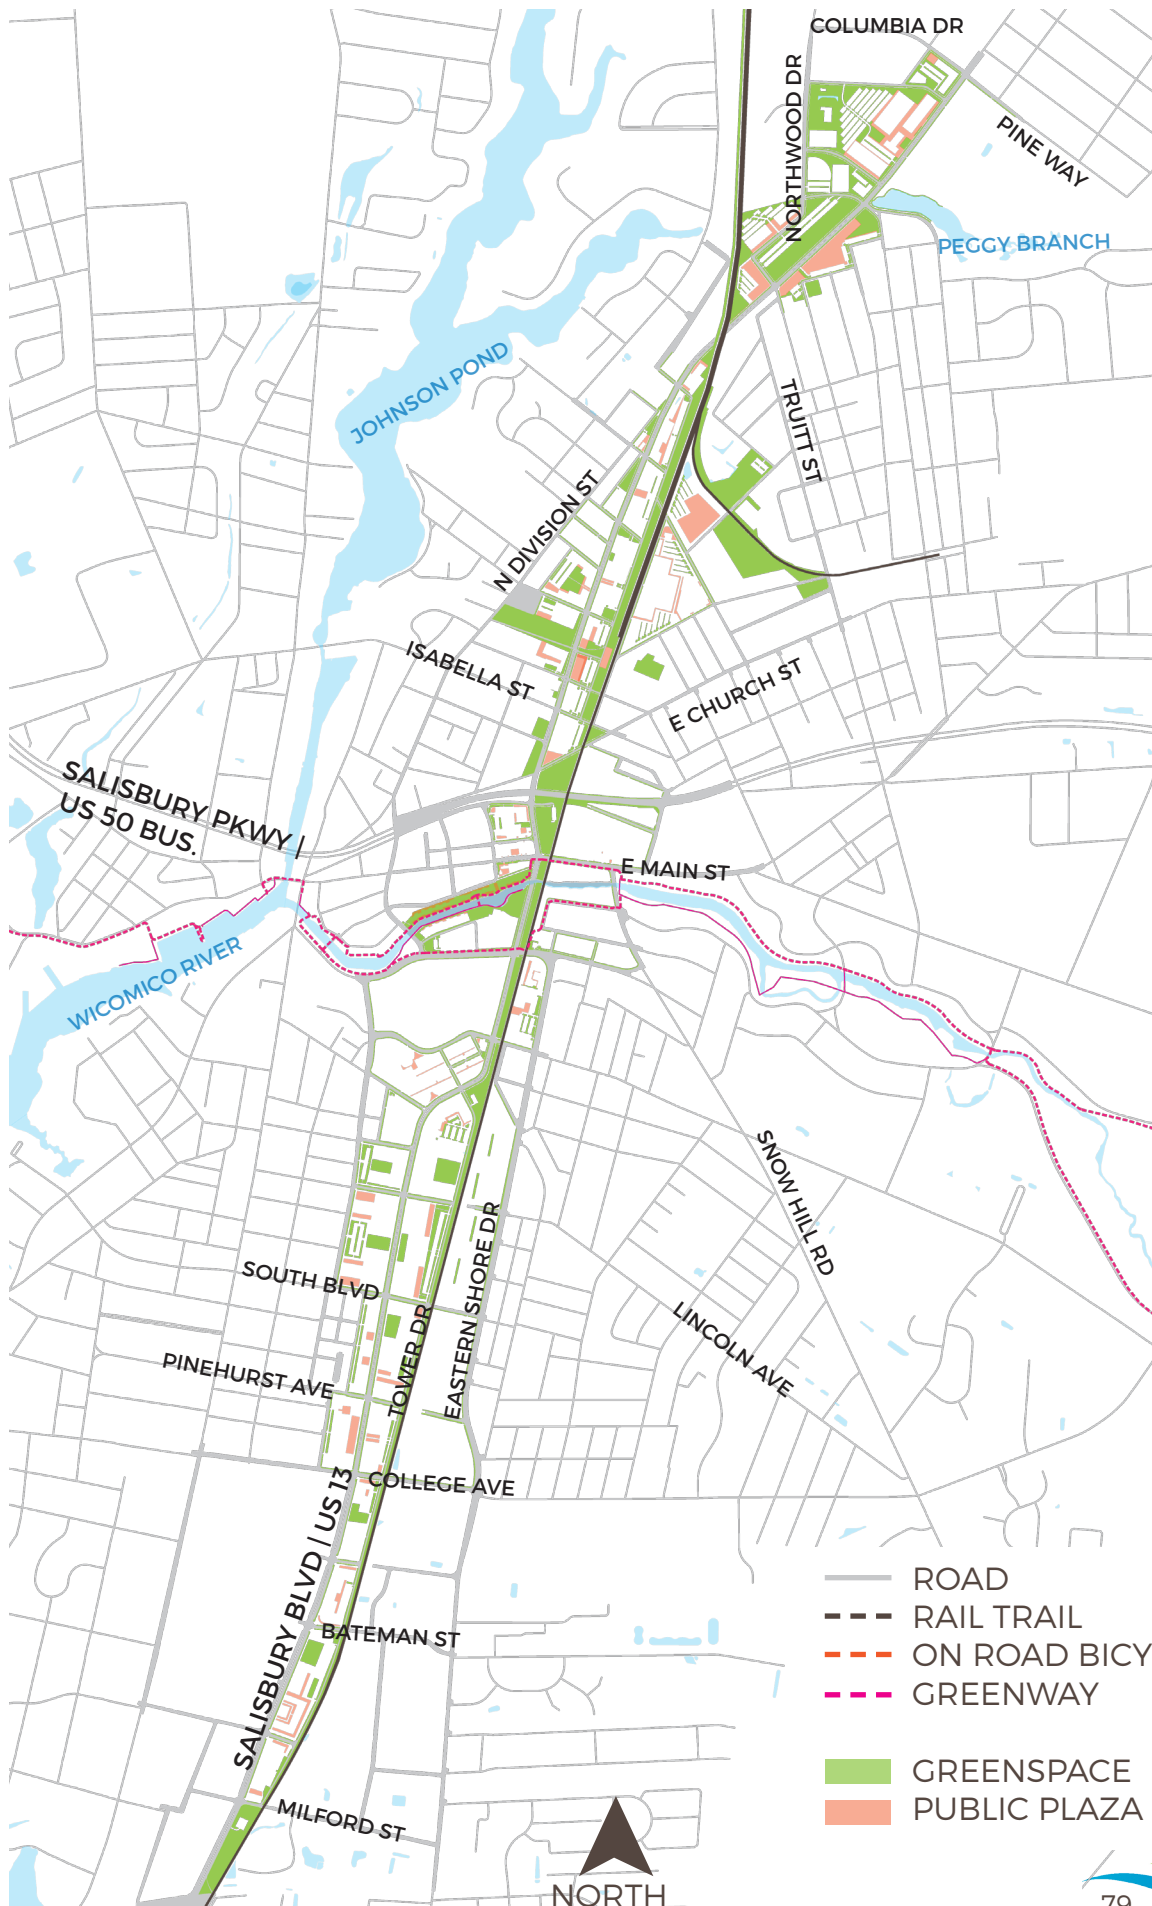 COLUMBIA DR
NORTHWOOD DR
PINE WAY
PEGGY BRANCH
JOHNSON POND
TRUITT ST
N DIVISION ST
ISABELLA ST
E CHURCH ST
SALISBURY PKWY |
US 50 BUS.
E MAIN ST
WICOMICO RIVER
SNOW HILL RD
EASTERN SHORE DR
SOUTH BLVD
TOWER DR
LINCOLN AVE
PINEHURST AVE
COLLEGE AVE
SALISBURY BLVD | US 13
BATEMAN ST
MILFORD ST
ROAD
RAIL TRAIL
ON ROAD BICY
GREENWAY
GREENSPACE
PUBLIC PLAZA
NORTH
79